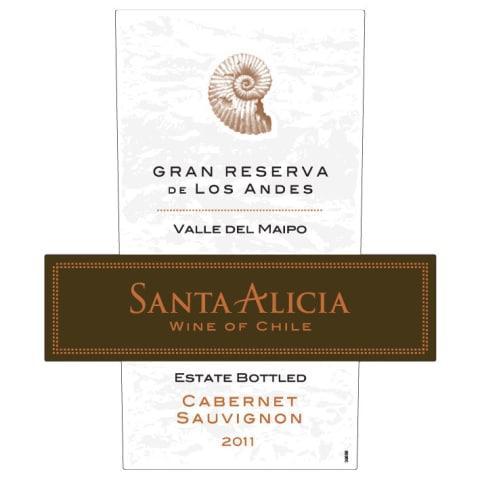 GRAN RESERVA
DE LOS ANDES
VALLE DEL MAIPO
SANTA ALICIA
WINE OF CHILE
ESTATE BOTTLED
CABERNET
SAUVIGNON
2011